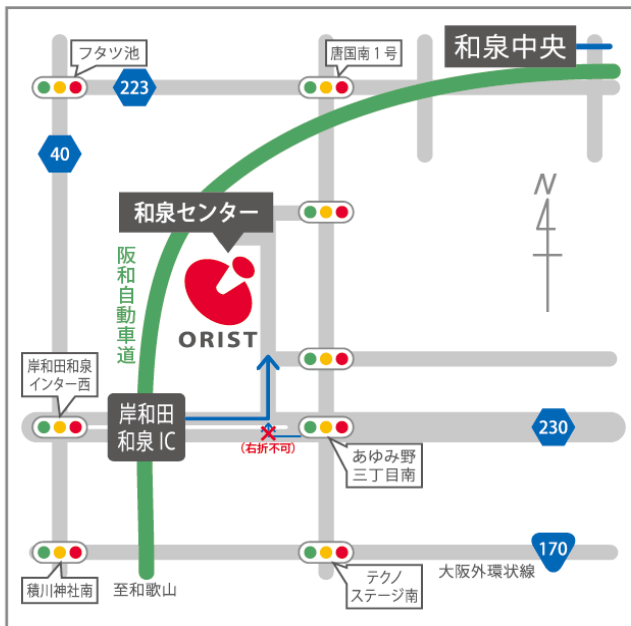 フタツ池
223
唐国南1号
和泉中央
40
N
和泉センター
阪和自動車道
ORIST
岸和田和泉
インター西
岸和田
和泉IC
(右折不可)
230
あゆみ野
三丁目南
170
大阪外環状線
積川神社南
至和歌山
テクノ
ステージ南